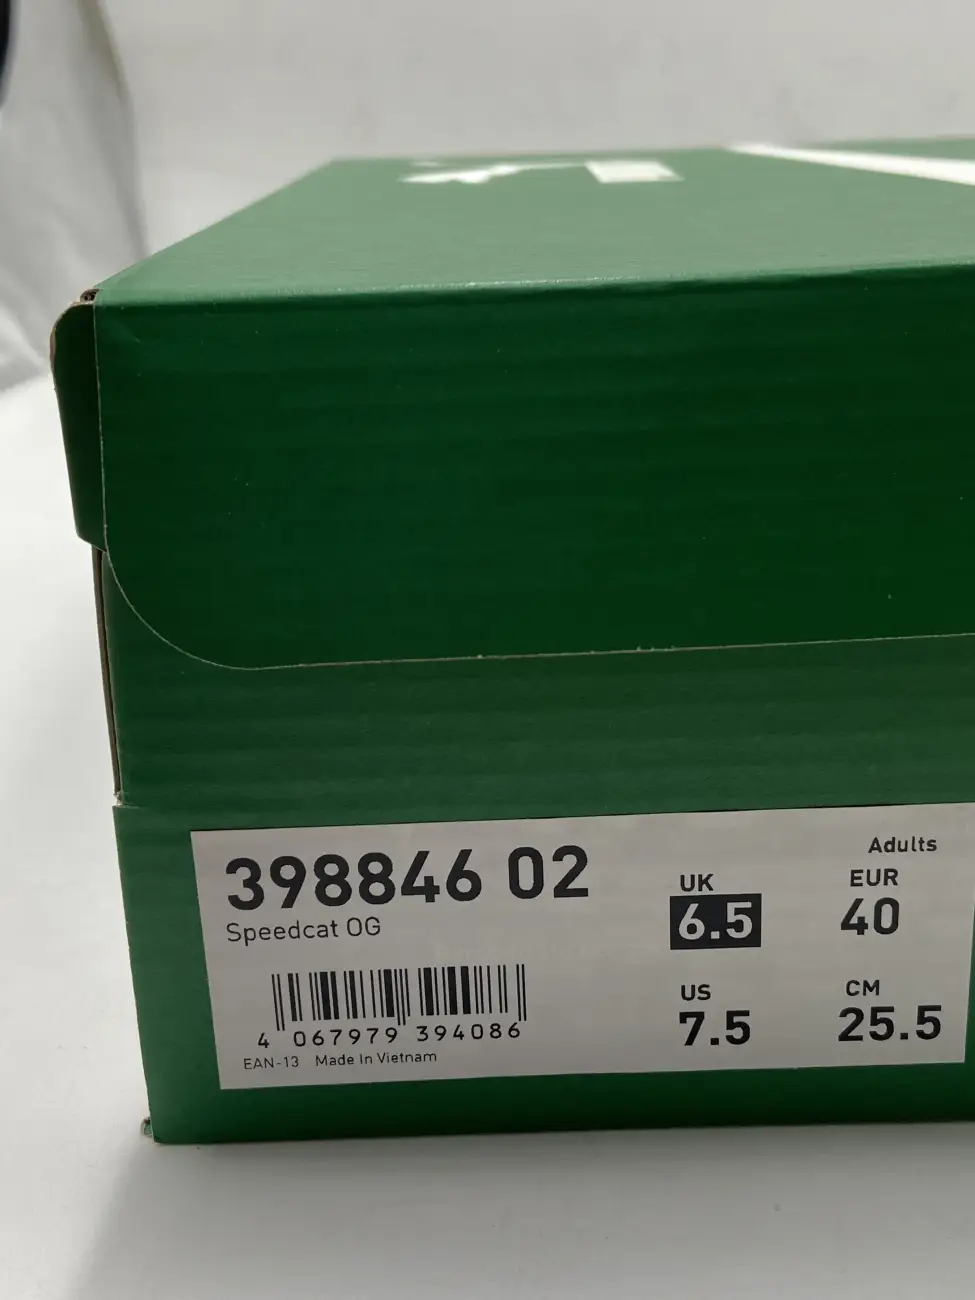 398846 02
Speedcat OG
4 067979 394086
EAN-13 Made In Vietnam
Adults
UK
EUR
6.5
40
US
CM
7.5
25.5